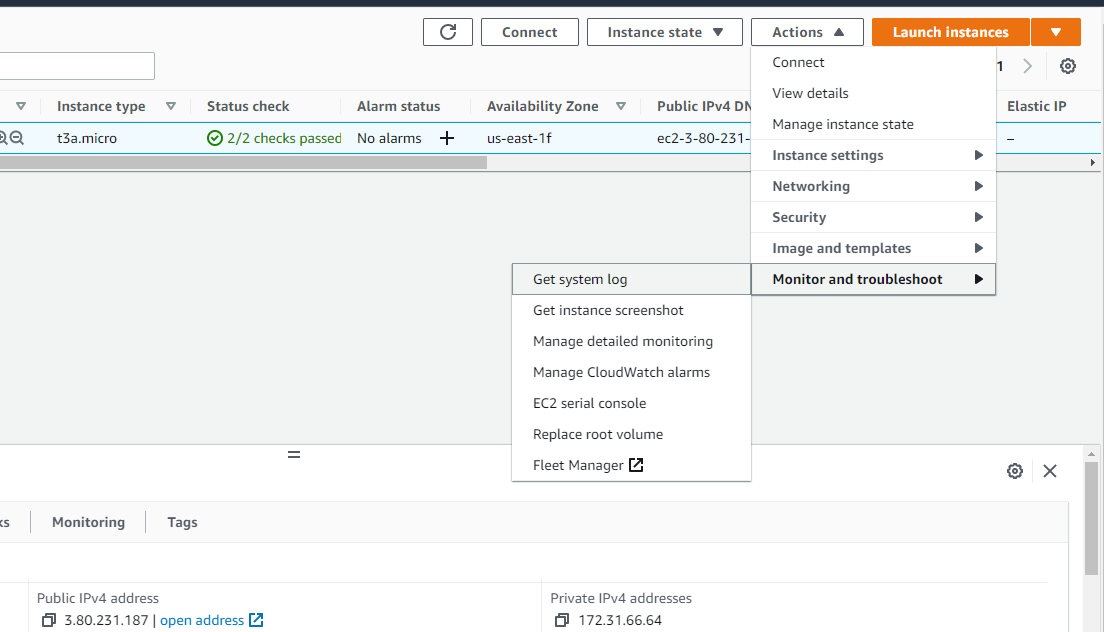 Connect
Instance state
Actions
Launch instances
Connect
1
View details
Instance type
Status check
Alarm status
Availability Zone
Public IPv4 DN
Elastic IP
Manage instance state
t3a.micro
2/2 checks passed
No alarms
us-east-1f
ec2-3-80-231-
–
Instance settings
Networking
Security
Image and templates
Monitor and troubleshoot
Get system log
Get instance screenshot
Manage detailed monitoring
Manage CloudWatch alarms
EC2 serial console
Replace root volume
Fleet Manager
ks
Monitoring
Tags
Public IPv4 address
3.80.231.187 | open address
Private IPv4 addresses
172.31.66.64